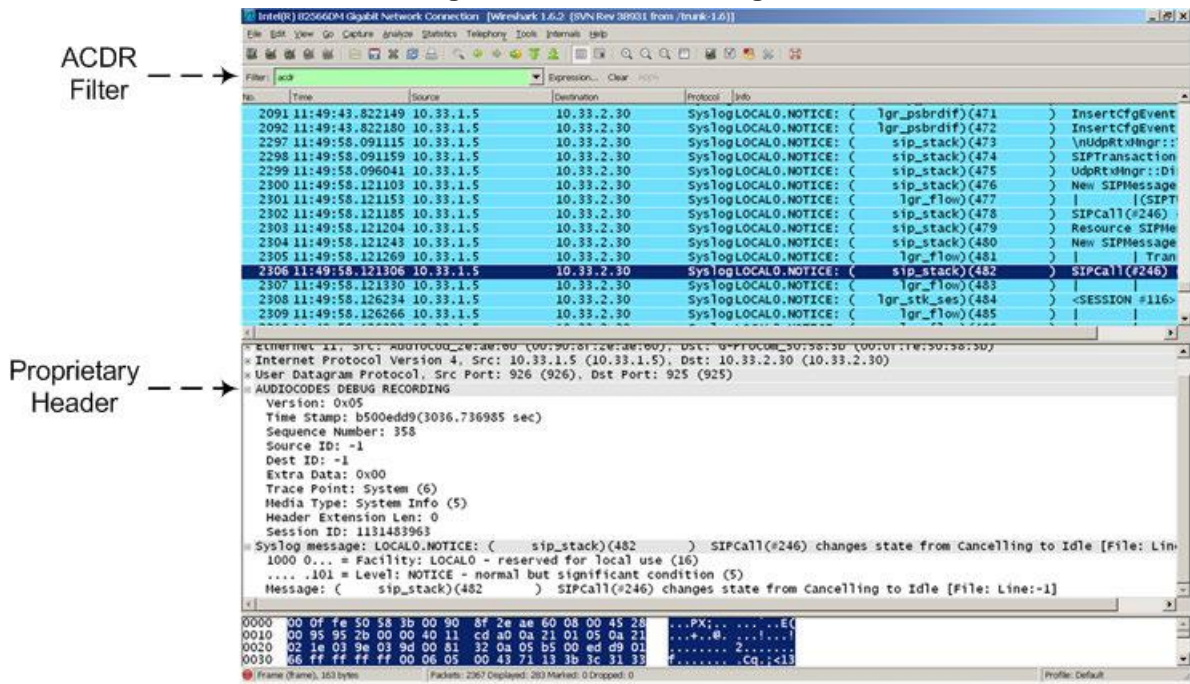 Intel(R) 82566DM Gigabit Network Connection [Wireshark 1.6.2 (SVN Rev 38931 from /trunk-1.6)]
File Edit View Go Capture Analyze Statistics Telephony Tools Internals Help
ACDR
Filter
Filter: acdr Expression... Clear Apply
No. Time Source Destination Protocol Info
2091 11:49:43.822149 10.33.1.5 10.33.2.30 Syslog LOCAL0.NOTICE: ( lgr_psbrdif)(471 ) InsertCfgEvent
2092 11:49:43.822180 10.33.1.5 10.33.2.30 Syslog LOCAL0.NOTICE: ( lgr_psbrdif)(472 ) InsertCfgEvent
2297 11:49:58.091115 10.33.1.5 10.33.2.30 Syslog LOCAL0.NOTICE: ( sip_stack)(473 ) \nUdpRtxMngr::
2298 11:49:58.091159 10.33.1.5 10.33.2.30 Syslog LOCAL0.NOTICE: ( sip_stack)(474 ) SIPTransaction
2299 11:49:58.096041 10.33.1.5 10.33.2.30 Syslog LOCAL0.NOTICE: ( sip_stack)(475 ) UdpRtxMngr::Di
2300 11:49:58.121103 10.33.1.5 10.33.2.30 Syslog LOCAL0.NOTICE: ( sip_stack)(476 ) New SIPMessage
2301 11:49:58.121153 10.33.1.5 10.33.2.30 Syslog LOCAL0.NOTICE: ( lgr_flow)(477 ) | |(SIPT
2302 11:49:58.121185 10.33.1.5 10.33.2.30 Syslog LOCAL0.NOTICE: ( sip_stack)(478 ) SIPCall(#246)
2303 11:49:58.121204 10.33.1.5 10.33.2.30 Syslog LOCAL0.NOTICE: ( sip_stack)(479 ) Resource SIPMe
2304 11:49:58.121243 10.33.1.5 10.33.2.30 Syslog LOCAL0.NOTICE: ( sip_stack)(480 ) New SIPMessage
2305 11:49:58.121269 10.33.1.5 10.33.2.30 Syslog LOCAL0.NOTICE: ( lgr_flow)(481 ) | | Tran
2306 11:49:58.121306 10.33.1.5 10.33.2.30 Syslog LOCAL0.NOTICE: ( sip_stack)(482 ) SIPCall(#246)
2307 11:49:58.121330 10.33.1.5 10.33.2.30 Syslog LOCAL0.NOTICE: ( lgr_flow)(483 ) | |
2308 11:49:58.126234 10.33.1.5 10.33.2.30 Syslog LOCAL0.NOTICE: ( lgr_stk_ses)(484 ) <SESSION #116>
2309 11:49:58.126266 10.33.1.5 10.33.2.30 Syslog LOCAL0.NOTICE: ( lgr_flow)(485 ) | |
Ethernet II, Src: AudioCod_2e:ae:60 (00:90:8f:2e:ae:60), Dst: G-ProCom_50:58:3b (00:0f:fe:50:58:3b)
Internet Protocol Version 4, Src: 10.33.1.5 (10.33.1.5), Dst: 10.33.2.30 (10.33.2.30)
User Datagram Protocol, Src Port: 926 (926), Dst Port: 925 (925)
Proprietary
Header
AUDIOCODES DEBUG RECORDING
Version: 0x05
Time Stamp: b500edd9(3036.736985 sec)
Sequence Number: 358
Source ID: -1
Dest ID: -1
Extra Data: 0x00
Trace Point: System (6)
Media Type: System Info (5)
Header Extension Len: 0
Session ID: 1131483963
Syslog message: LOCAL0.NOTICE: ( sip_stack)(482 ) SIPCall(#246) changes state from Cancelling to Idle [File: Lin
1000 0... = Facility: LOCAL0 - reserved for local use (16)
.... .101 = Level: NOTICE - normal but significant condition (5)
Message: ( sip_stack)(482 ) SIPCall(#246) changes state from Cancelling to Idle [File: Line:-1]
0000 00 0f fe 50 58 3b 00 90 8f 2e ae 60 08 00 45 28 ...PX;.. ...`..E(
0010 00 95 95 2b 00 00 40 11 cd a0 0a 21 01 05 0a 21 ...+..@. ...!...!
0020 02 1e 03 9e 03 9d 00 81 32 0a 05 b5 00 ed d9 01 ........ 2.......
0030 66 ff ff ff ff 00 06 05 00 43 71 13 3b 3c 31 33 f....... .Cq.;<13
Frame (frame), 163 bytes Packets: 2367 Displayed: 283 Marked: 0 Dropped: 0 Profile: Default